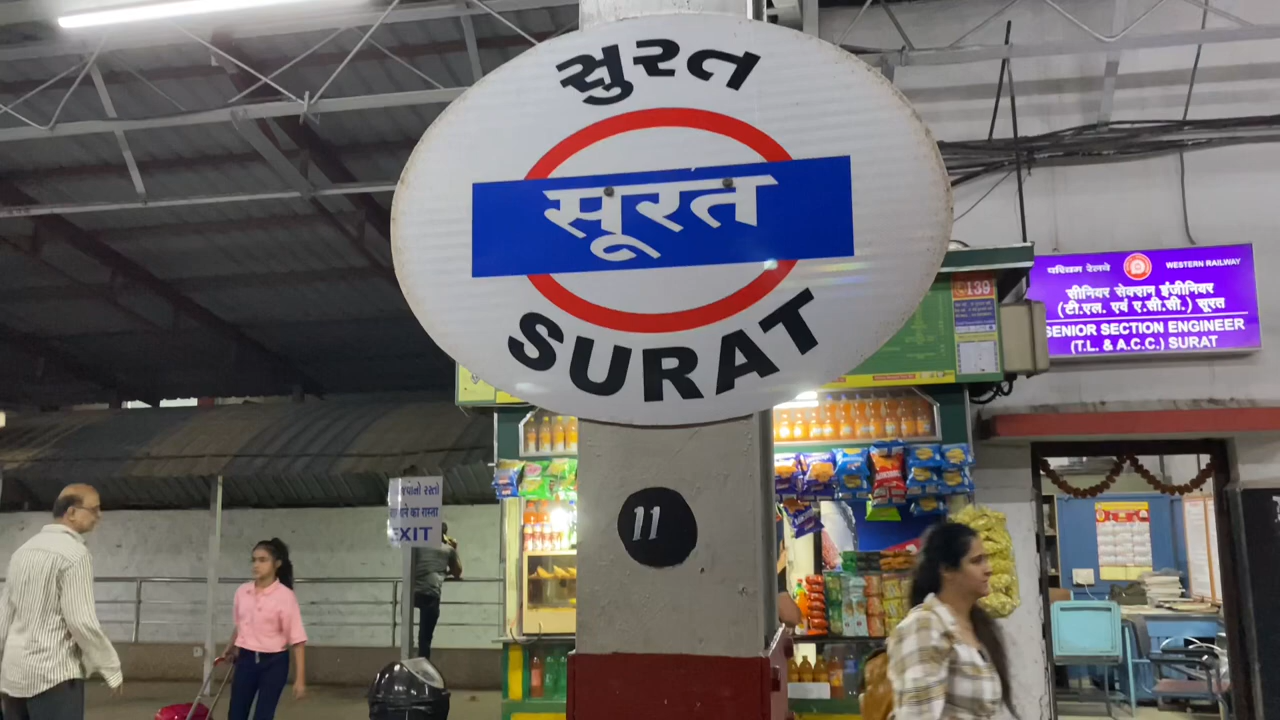 સુરત
सूरत
SURAT
11
139
पश्चिम रेलवे
WESTERN RAILWAY
सीनियर सेक्शन इंजीनियर
(टी.एल. एवं ए.सी.सी.) सूरत
SENIOR SECTION ENGINEER
(T.L. & A.C.C.) SURAT
રસ્તો
का रास्ता
EXIT